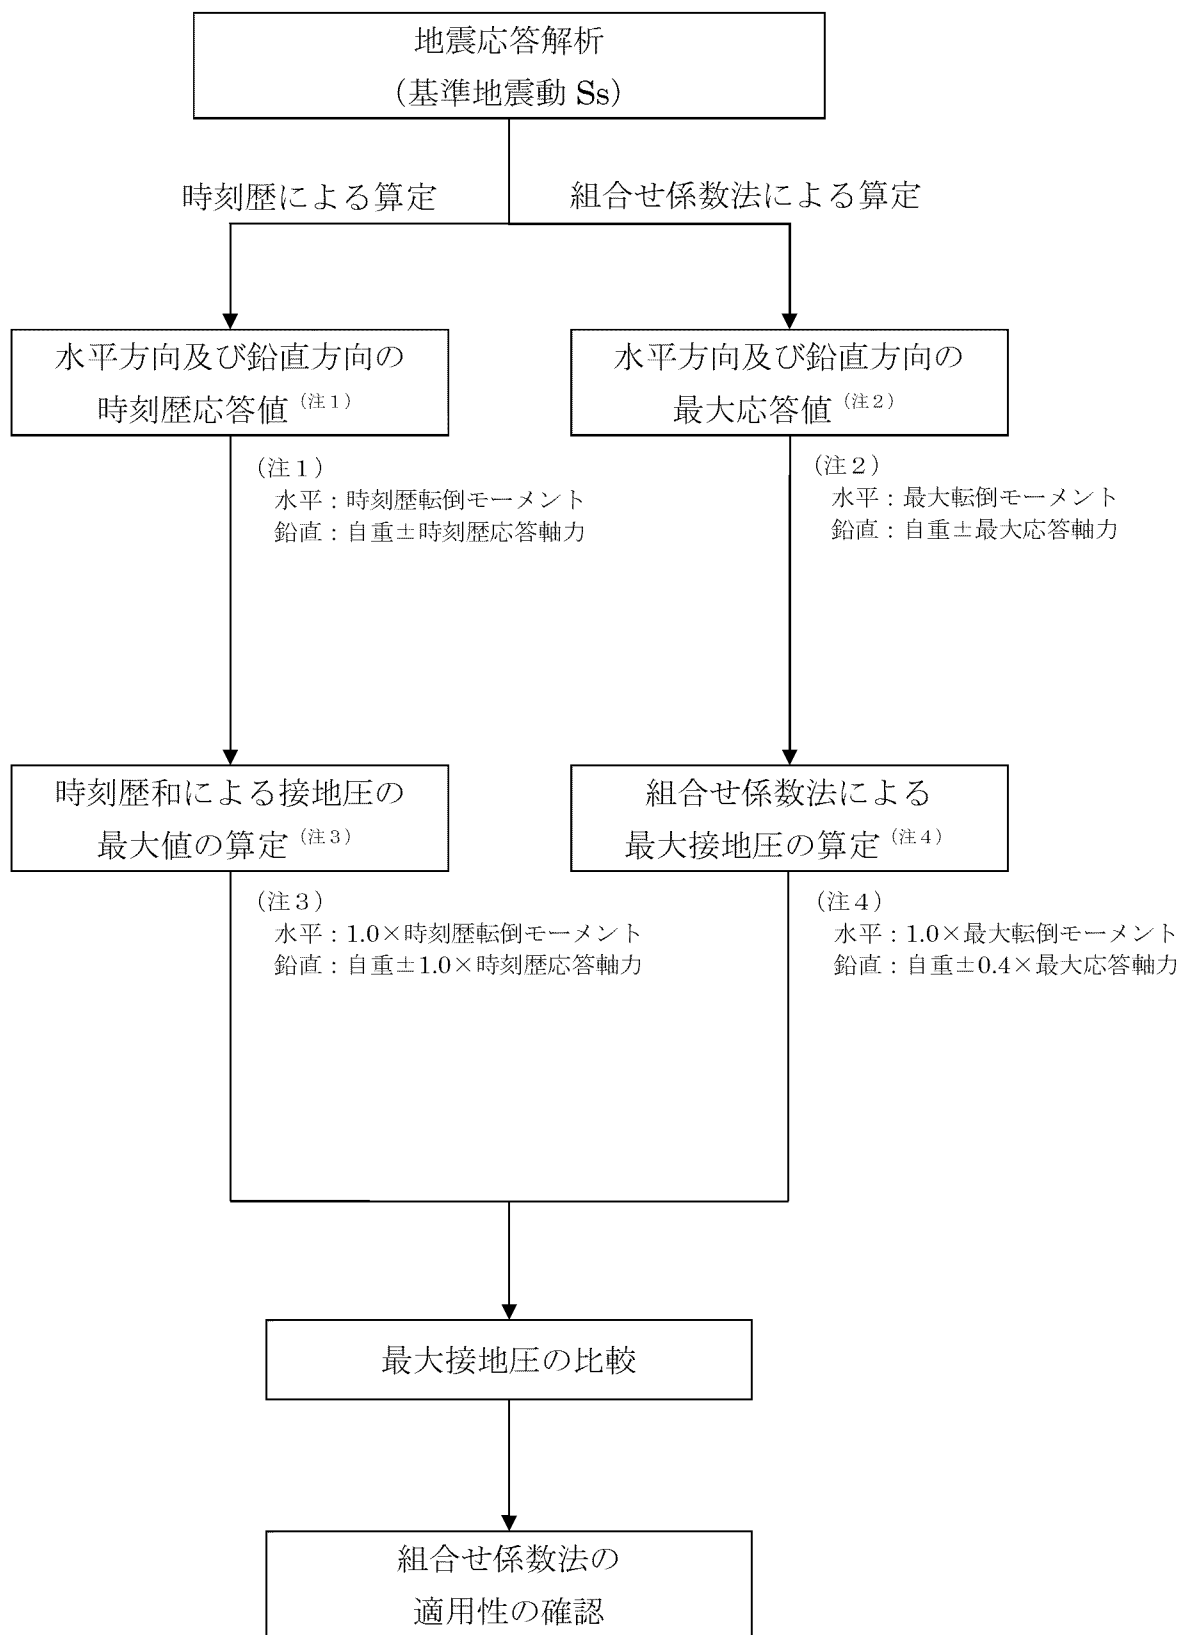 地震応答解析
（基準地震動 Ss）
時刻歴による算定
組合せ係数法による算定
水平方向及び鉛直方向の
時刻歴応答値（注１）
水平方向及び鉛直方向の
最大応答値（注２）
（注１）
水平：時刻歴転倒モーメント
鉛直：自重±時刻歴応答軸力
（注２）
水平：最大転倒モーメント
鉛直：自重±最大応答軸力
時刻歴和による接地圧の
最大値の算定（注３）
組合せ係数法による
最大接地圧の算定（注４）
（注３）
水平：1.0×時刻歴転倒モーメント
鉛直：自重±1.0×時刻歴応答軸力
（注４）
水平：1.0×最大転倒モーメント
鉛直：自重±0.4×最大応答軸力
最大接地圧の比較
組合せ係数法の
適用性の確認